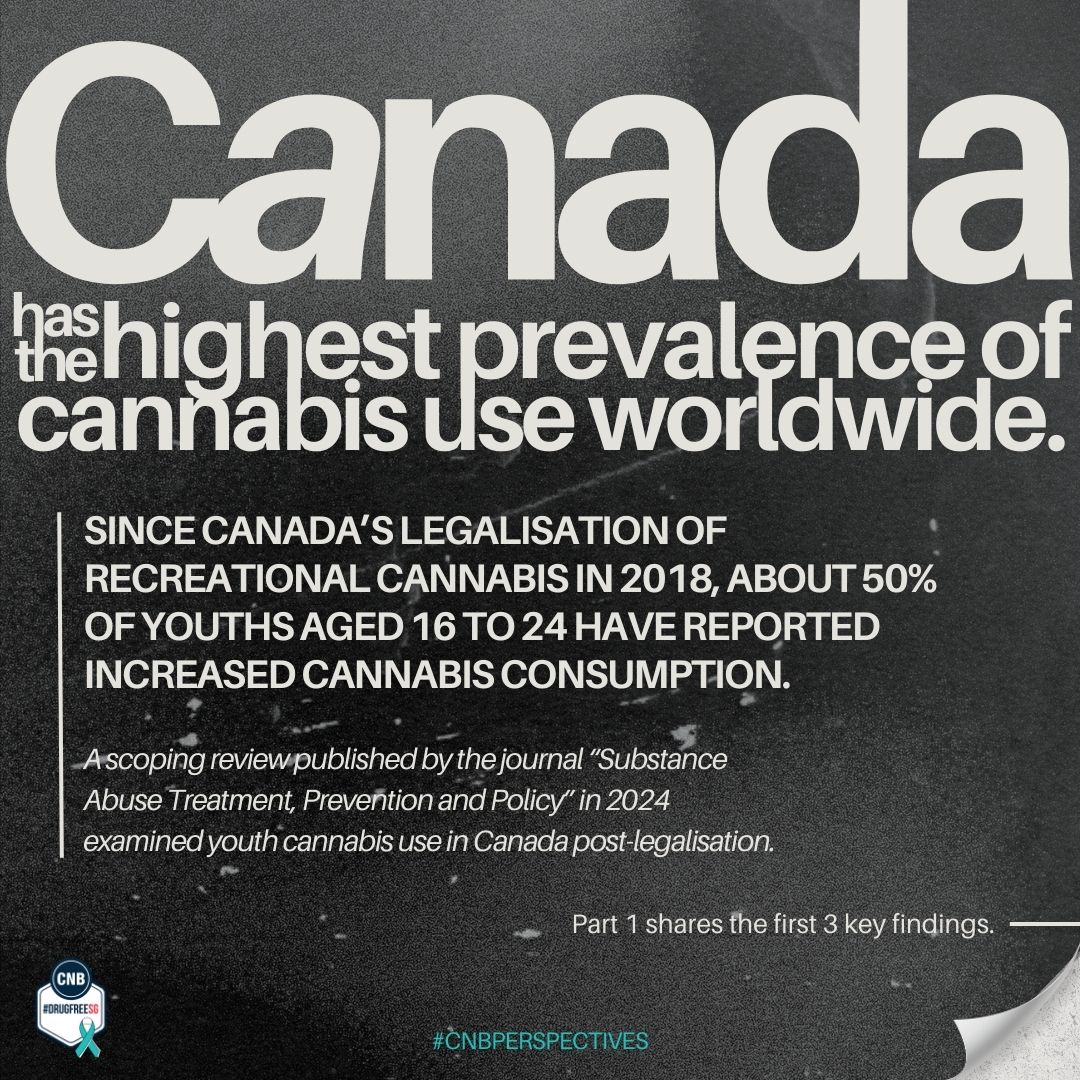 Canada
has
the highest prevalence of
cannabis use worldwide.
SINCE CANADA’S LEGALISATION OF
RECREATIONAL CANNABIS IN 2018, ABOUT 50%
OF YOUTHS AGED 16 TO 24 HAVE REPORTED
INCREASED CANNABIS CONSUMPTION.
A scoping review published by the journal “Substance
Abuse Treatment, Prevention and Policy” in 2024
examined youth cannabis use in Canada post-legalisation.
Part 1 shares the first 3 key findings.
CNB
#DRUGFREESG
#CNBPERSPECTIVES